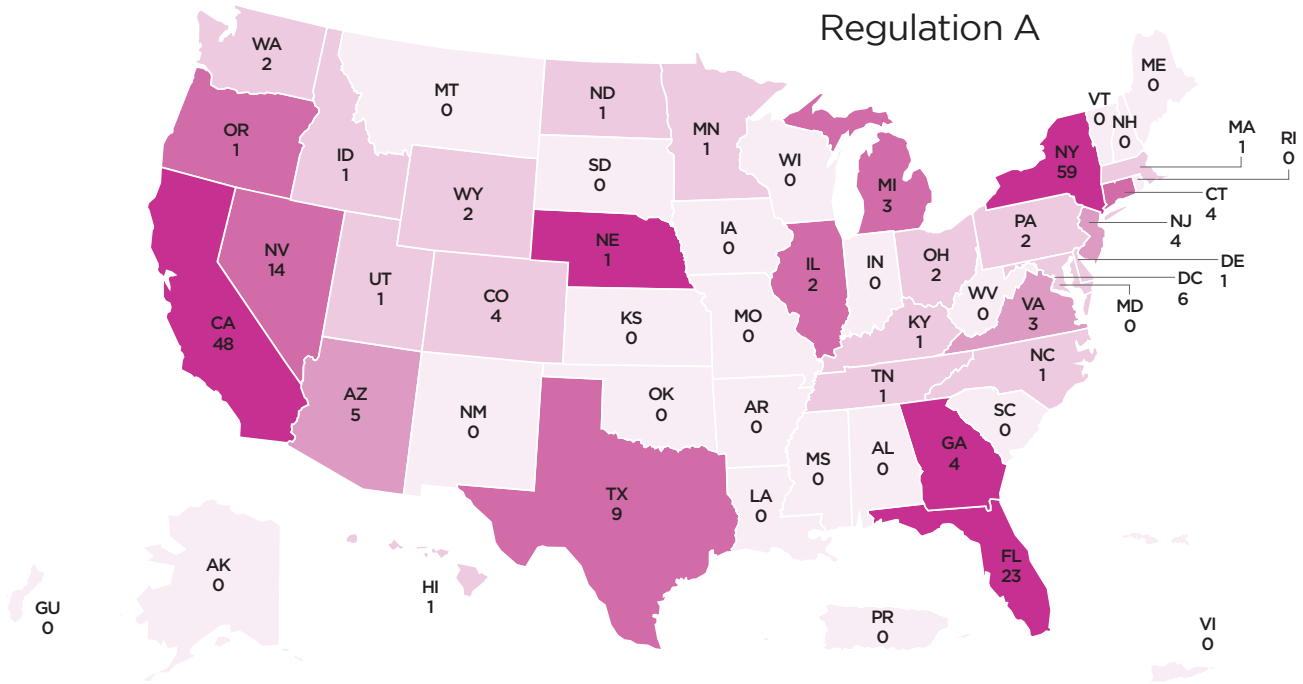 Regulation A
WA
2
MT
0
ND
1
MN
1
VT
0
NH
0
ME
0
OR
1
ID
1
WY
2
SD
0
WI
0
MI
3
NY
59
MA
1
RI
0
CT
4
NJ
4
PA
2
NV
14
UT
1
CO
4
NE
1
IA
0
IL
2
IN
0
OH
2
WV
0
VA
3
DE
1
DC
6
MD
0
CA
48
KS
0
MO
0
KY
1
NC
1
AZ
5
NM
0
OK
0
AR
0
TN
1
SC
0
TX
9
LA
0
MS
0
AL
0
GA
4
FL
23
GU
0
AK
0
HI
1
PR
0
VI
0